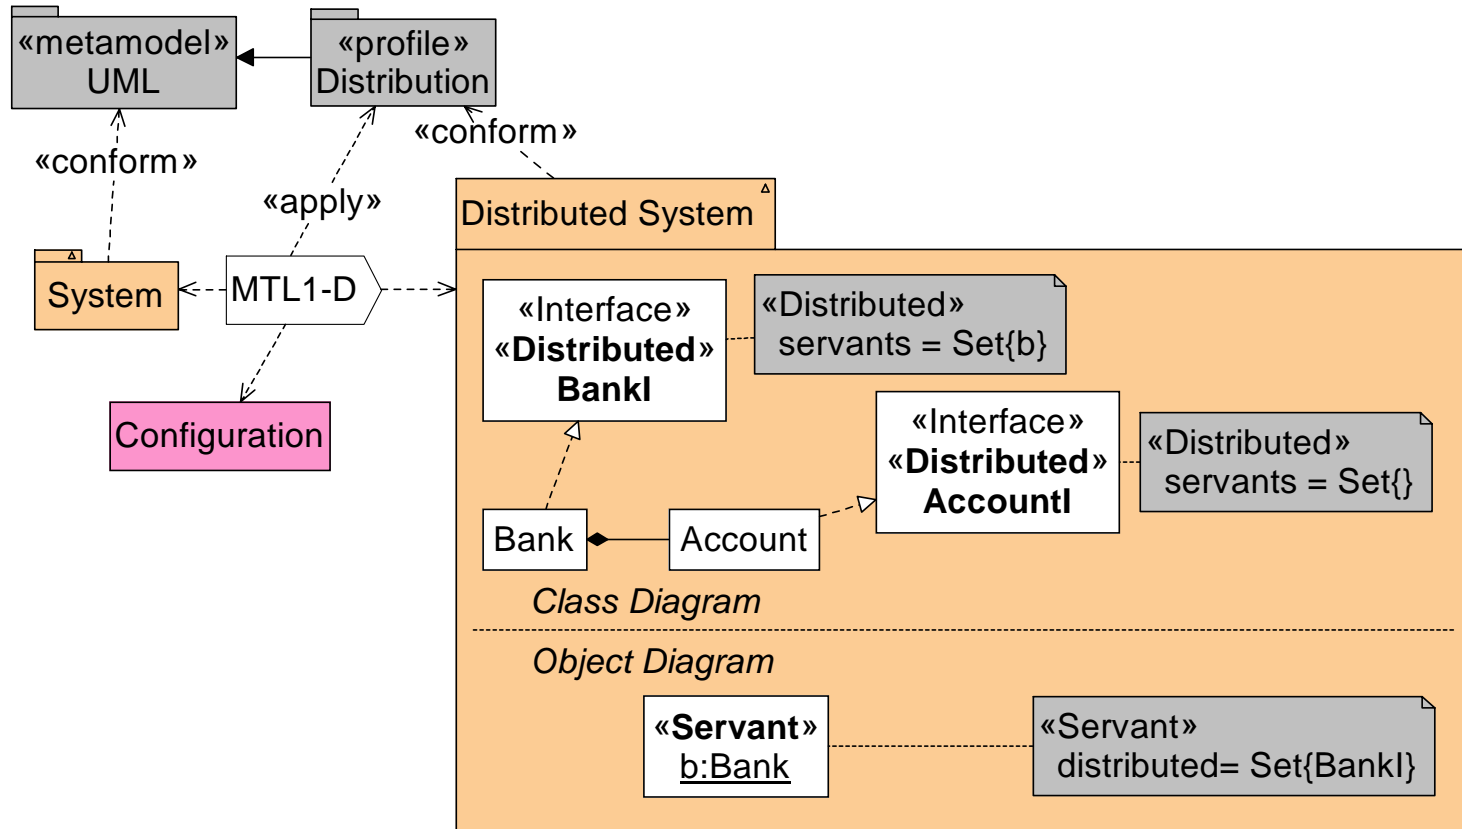 «metamodel»
UML
«profile»
Distribution
«conform»
«conform»
«apply»
Distributed System
System
MTL1-D
Configuration
«Interface»
«Distributed»
BankI
«Distributed»
servants = Set{b}
«Interface»
«Distributed»
AccountI
«Distributed»
servants = Set{}
Bank
Account
Class Diagram
Object Diagram
«Servant»
b:Bank
«Servant»
distributed= Set{BankI}